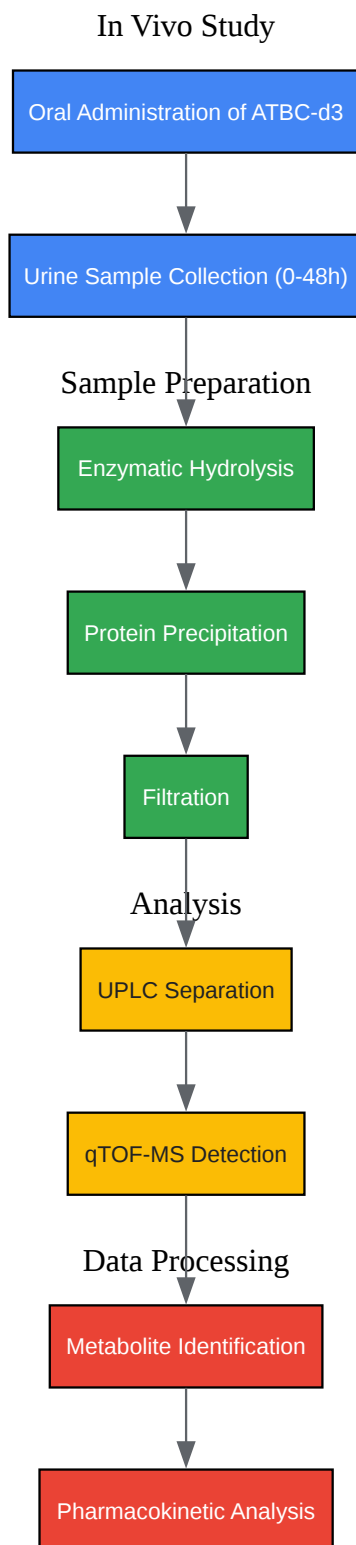 In Vivo Study
Oral Administration of ATBC-d3
Urine Sample Collection (0-48h)
Sample Preparation
Enzymatic Hydrolysis
Protein Precipitation
Filtration
Analysis
UPLC Separation
qTOF-MS Detection
Data Processing
Metabolite Identification
Pharmacokinetic Analysis